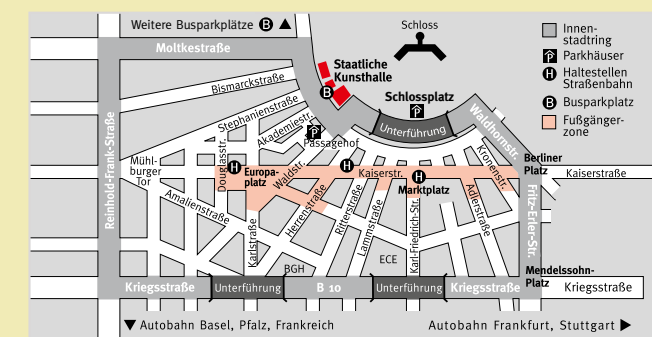 Weitere Busparkplätze B ▲
Schloss
Innen-
stadtring
P Parkhäuser
H Haltestellen
Straßenbahn
B Busparkplatz
Fußgänger-
zone
Moltkestraße
Staatliche
Kunsthalle
B
Bismarckstraße
Schlossplatz
P
Stephanienstraße
Akademiestr.
P
Passagehof
Unterführung
Waldhornstr.
Reinhold-Frank-Straße
Mühl-
burger
Tor
Douglasstr.
H
Europa-
platz
Waldstr.
H
Kaiserstr.
H
Marktplatz
Kronenstr.
Berliner
Platz
Kaiserstraße
Amalienstraße
Karlstraße
Herrenstraße
Ritterstraße
Lammstraße
Karl-Friedrich-Str.
Adlerstraße
Fritz-Erler-Str.
BGH
ECE
Mendelssohn-
Platz
Kriegsstraße
Unterführung
B 10
Unterführung
Kriegsstraße
Kriegsstraße
▼ Autobahn Basel, Pfalz, Frankreich
Autobahn Frankfurt, Stuttgart ▶